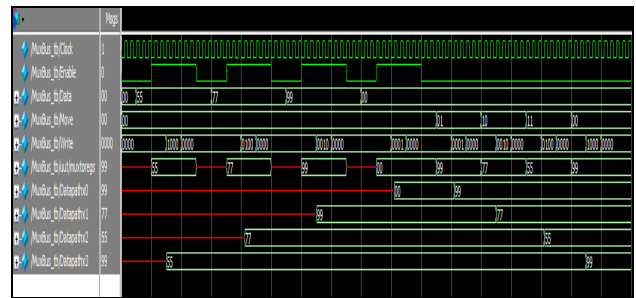 Msgs
/MuxBus_tb/Clock 1
/MuxBus_tb/Enable 0
/MuxBus_tb/Data 00 00 55 77 99 00
/MuxBus_tb/Move 00 00 01 10 11 00
/MuxBus_tb/Write 0000 0000 1000 0000 0100 0000 0010 0000 0001 0000 0001 0000 0010 0000 0100 0000 1000 0000
/MuxBus_tb/uut/muxtoregs 99 55 77 99 00 99 77 55 99
/MuxBus_tb/Datapathx0 99 00 99
/MuxBus_tb/Datapathx1 77 99 77
/MuxBus_tb/Datapathx2 55 77 55
/MuxBus_tb/Datapathx3 99 55 99